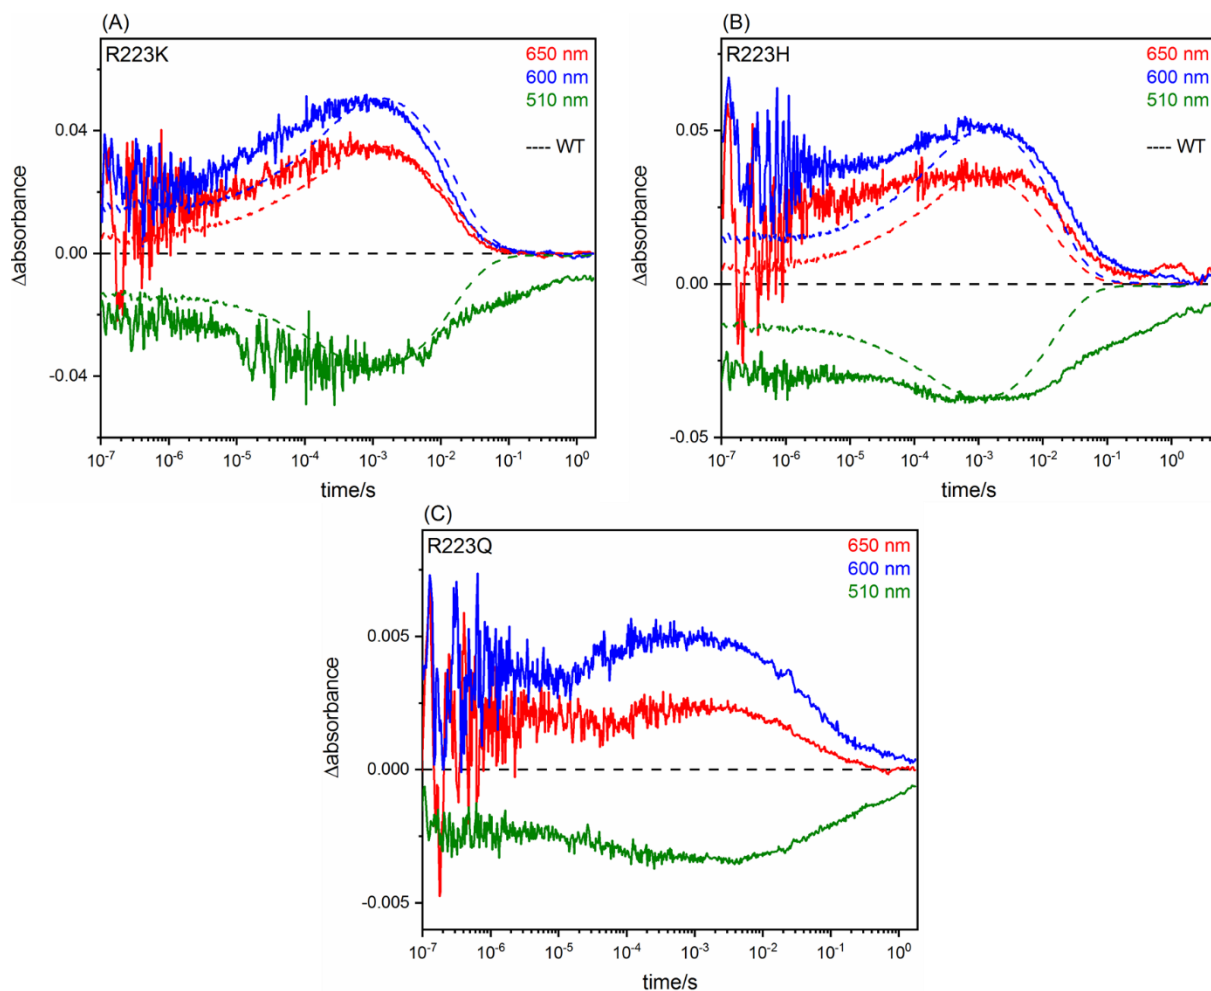 (A)
R223K
650 nm
600 nm
510 nm
---- WT
Δabsorbance
0.04
0.00
-0.04
10⁻⁷ 10⁻⁶ 10⁻⁵ 10⁻⁴ 10⁻³ 10⁻² 10⁻¹ 10⁰
time/s
(B)
R223H
650 nm
600 nm
510 nm
---- WT
Δabsorbance
0.05
0.00
-0.05
10⁻⁷ 10⁻⁶ 10⁻⁵ 10⁻⁴ 10⁻³ 10⁻² 10⁻¹ 10⁰
time/s
(C)
R223Q
650 nm
600 nm
510 nm
Δabsorbance
0.005
0.000
-0.005
10⁻⁷ 10⁻⁶ 10⁻⁵ 10⁻⁴ 10⁻³ 10⁻² 10⁻¹ 10⁰
time/s